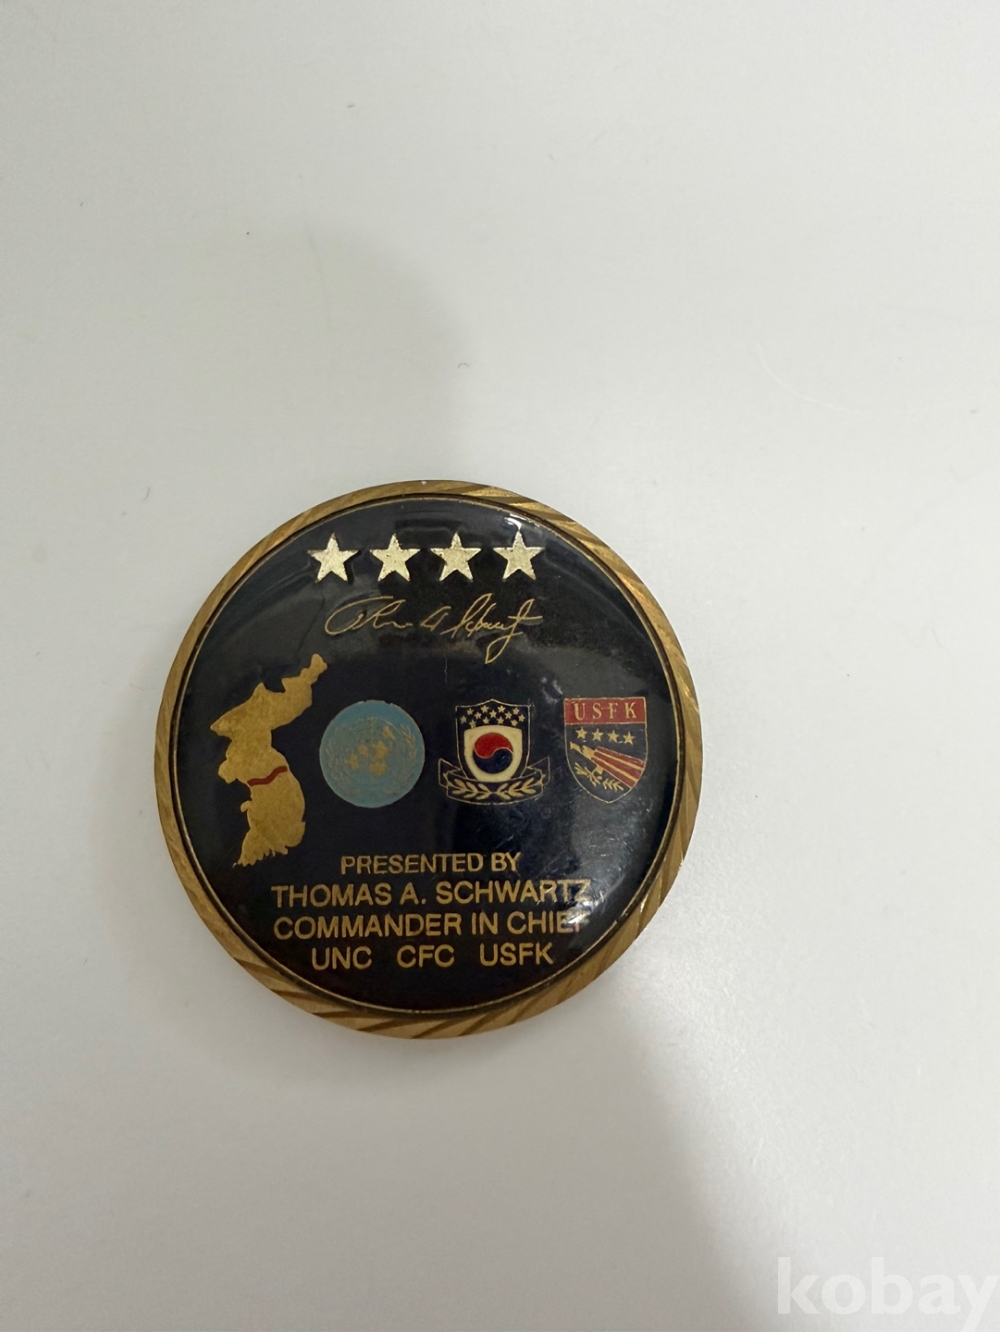 USFK
PRESENTED BY
THOMAS A. SCHWARTZ
COMMANDER IN CHIEF
UNC CFC USFK
kobay